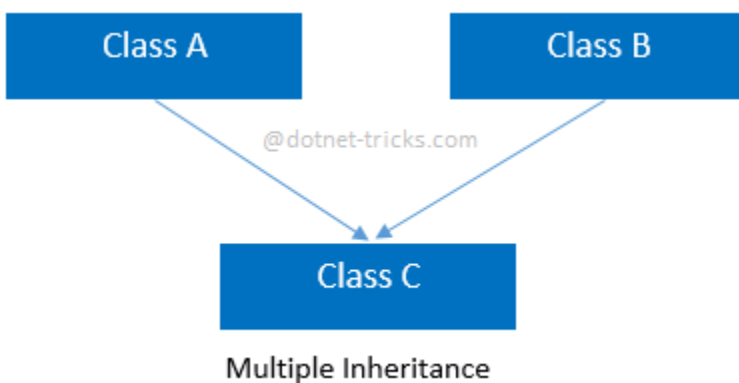 Class A
Class B
@dotnet-tricks.com
Class C
Multiple Inheritance